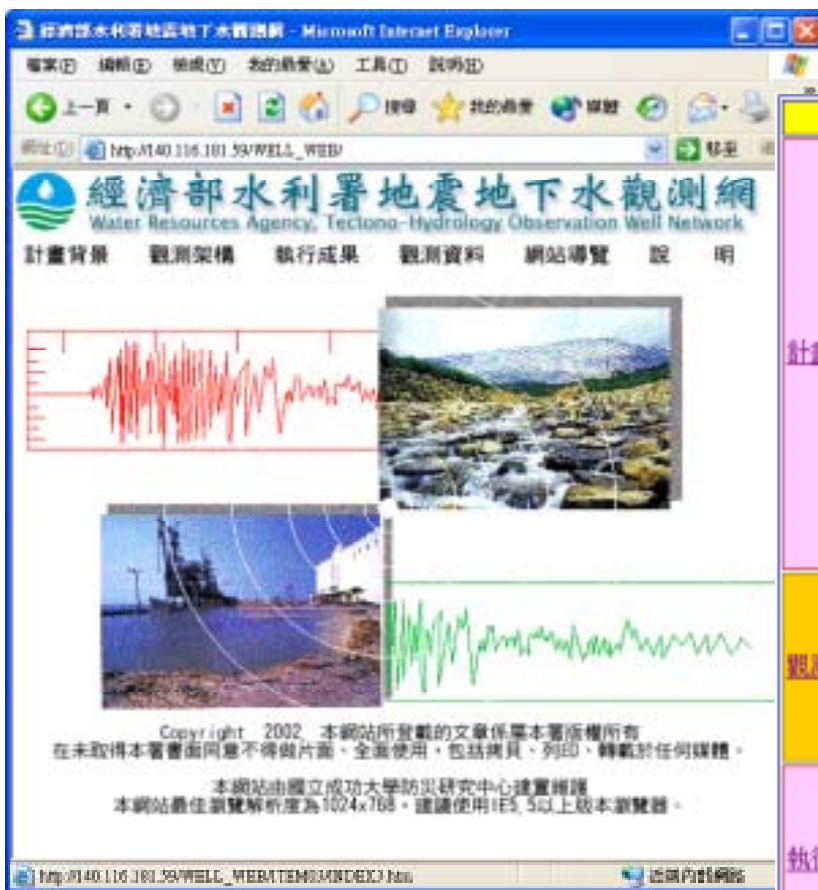 經濟部水利署地震地下水觀測網 - Microsoft Internet Explorer
檔案(F) 編輯(E) 檢視(V) 我的最愛(A) 工具(T) 說明(H)
上一頁 搜尋 我的最愛 媒體
網址(D) http://140.116.181.59/WELL_WEB/ 移至
經濟部水利署地震地下水觀測網
Water Resources Agency, Tectono-Hydrology Observation Well Network
計畫背景 觀測架構 執行成果 觀測資料 網站導覽 說 明
計
觀
Copyright 2002 本網站所登載的文章係屬本署版權所有
在未取得本署書面同意不得做片面、全面使用，包括拷貝、列印、轉載於任何媒體。
本網站由國立成功大學防災研究中心建置維護
本網站最佳瀏覽解析度為1024x768，建議使用IE5.5以上版本瀏覽器。
執
http://140.116.181.59/WELL_WEB/ITEM03/INDEX3.htm 近端內部網路